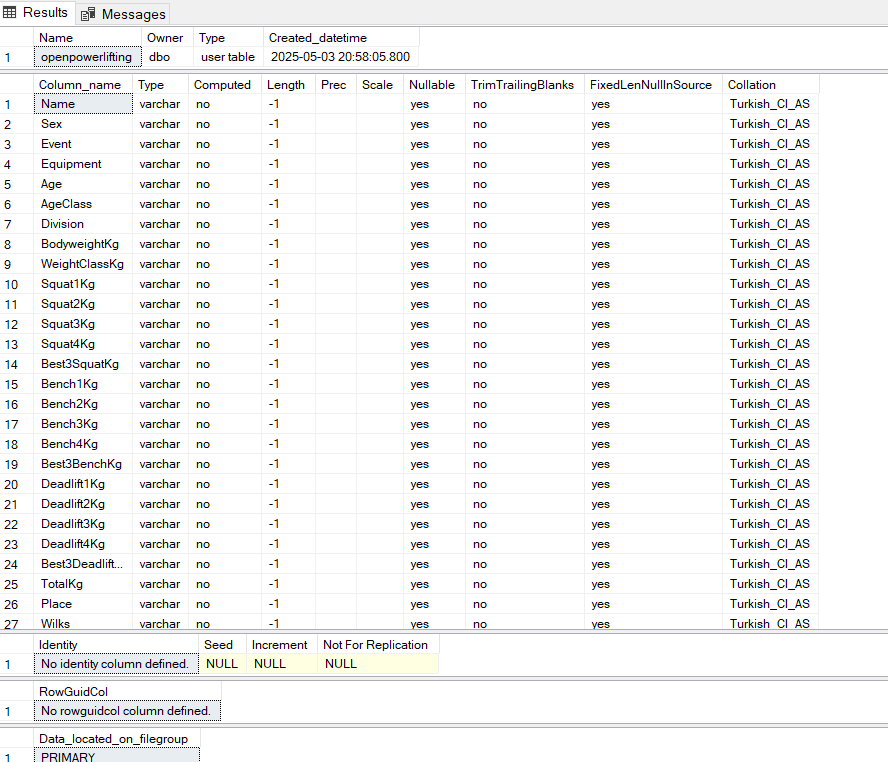 Results Messages
Name Owner Type Created_datetime
1 openpowerlifting dbo user table 2025-05-03 20:58:05.800
Column_name Type Computed Length Prec Scale Nullable TrimTrailingBlanks FixedLenNullInSource Collation
1 Name varchar no -1 yes no yes Turkish_CI_AS
2 Sex varchar no -1 yes no yes Turkish_CI_AS
3 Event varchar no -1 yes no yes Turkish_CI_AS
4 Equipment varchar no -1 yes no yes Turkish_CI_AS
5 Age varchar no -1 yes no yes Turkish_CI_AS
6 AgeClass varchar no -1 yes no yes Turkish_CI_AS
7 Division varchar no -1 yes no yes Turkish_CI_AS
8 BodyweightKg varchar no -1 yes no yes Turkish_CI_AS
9 WeightClassKg varchar no -1 yes no yes Turkish_CI_AS
10 Squat1Kg varchar no -1 yes no yes Turkish_CI_AS
11 Squat2Kg varchar no -1 yes no yes Turkish_CI_AS
12 Squat3Kg varchar no -1 yes no yes Turkish_CI_AS
13 Squat4Kg varchar no -1 yes no yes Turkish_CI_AS
14 Best3SquatKg varchar no -1 yes no yes Turkish_CI_AS
15 Bench1Kg varchar no -1 yes no yes Turkish_CI_AS
16 Bench2Kg varchar no -1 yes no yes Turkish_CI_AS
17 Bench3Kg varchar no -1 yes no yes Turkish_CI_AS
18 Bench4Kg varchar no -1 yes no yes Turkish_CI_AS
19 Best3BenchKg varchar no -1 yes no yes Turkish_CI_AS
20 Deadlift1Kg varchar no -1 yes no yes Turkish_CI_AS
21 Deadlift2Kg varchar no -1 yes no yes Turkish_CI_AS
22 Deadlift3Kg varchar no -1 yes no yes Turkish_CI_AS
23 Deadlift4Kg varchar no -1 yes no yes Turkish_CI_AS
24 Best3Deadlift... varchar no -1 yes no yes Turkish_CI_AS
25 TotalKg varchar no -1 yes no yes Turkish_CI_AS
26 Place varchar no -1 yes no yes Turkish_CI_AS
27 Wilks varchar no -1 yes no yes Turkish_CI_AS
Identity Seed Increment Not For Replication
1 No identity column defined. NULL NULL NULL
RowGuidCol
1 No rowguidcol column defined.
Data_located_on_filegroup
1 PRIMARY